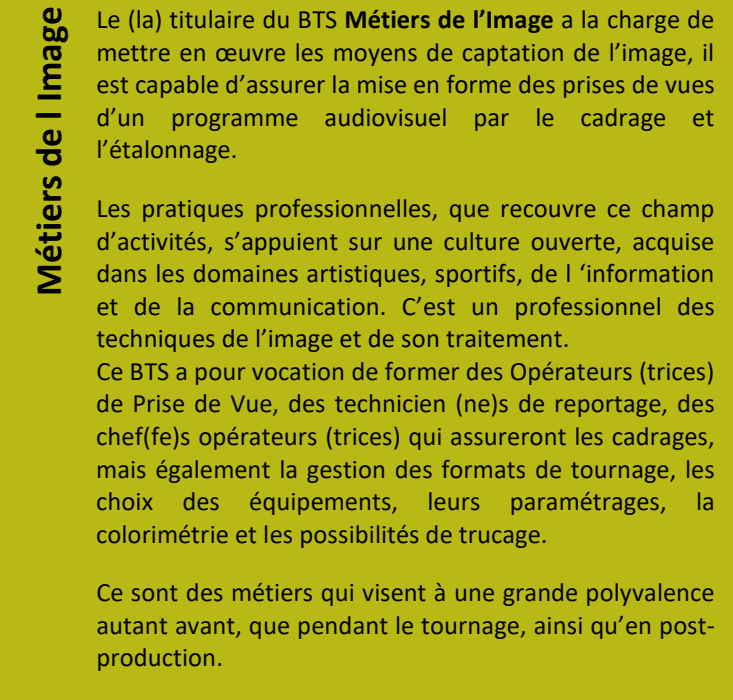 Métiers de l Image
Le (la) titulaire du BTS Métiers de l’Image a la charge de
mettre en œuvre les moyens de captation de l’image, il
est capable d’assurer la mise en forme des prises de vues
d’un programme audiovisuel par le cadrage et
l’étalonnage.
Les pratiques professionnelles, que recouvre ce champ
d’activités, s’appuient sur une culture ouverte, acquise
dans les domaines artistiques, sportifs, de l ‘information
et de la communication. C’est un professionnel des
techniques de l’image et de son traitement.
Ce BTS a pour vocation de former des Opérateurs (trices)
de Prise de Vue, des technicien (ne)s de reportage, des
chef(fe)s opérateurs (trices) qui assureront les cadrages,
mais également la gestion des formats de tournage, les
choix des équipements, leurs paramétrages, la
colorimétrie et les possibilités de trucage.
Ce sont des métiers qui visent à une grande polyvalence
autant avant, que pendant le tournage, ainsi qu’en post-
production.